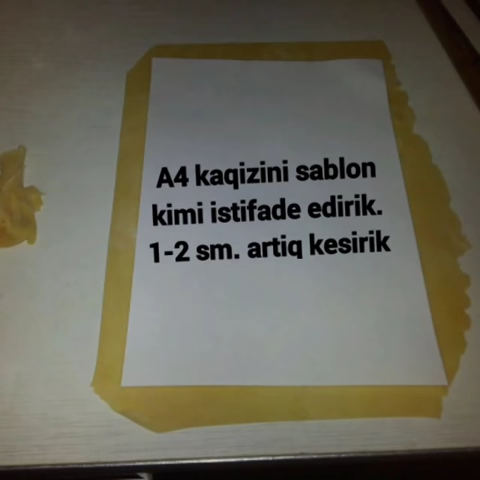 A4 kaqizini sablon
kimi istifade edirik.
1-2 sm. artiq kesirik